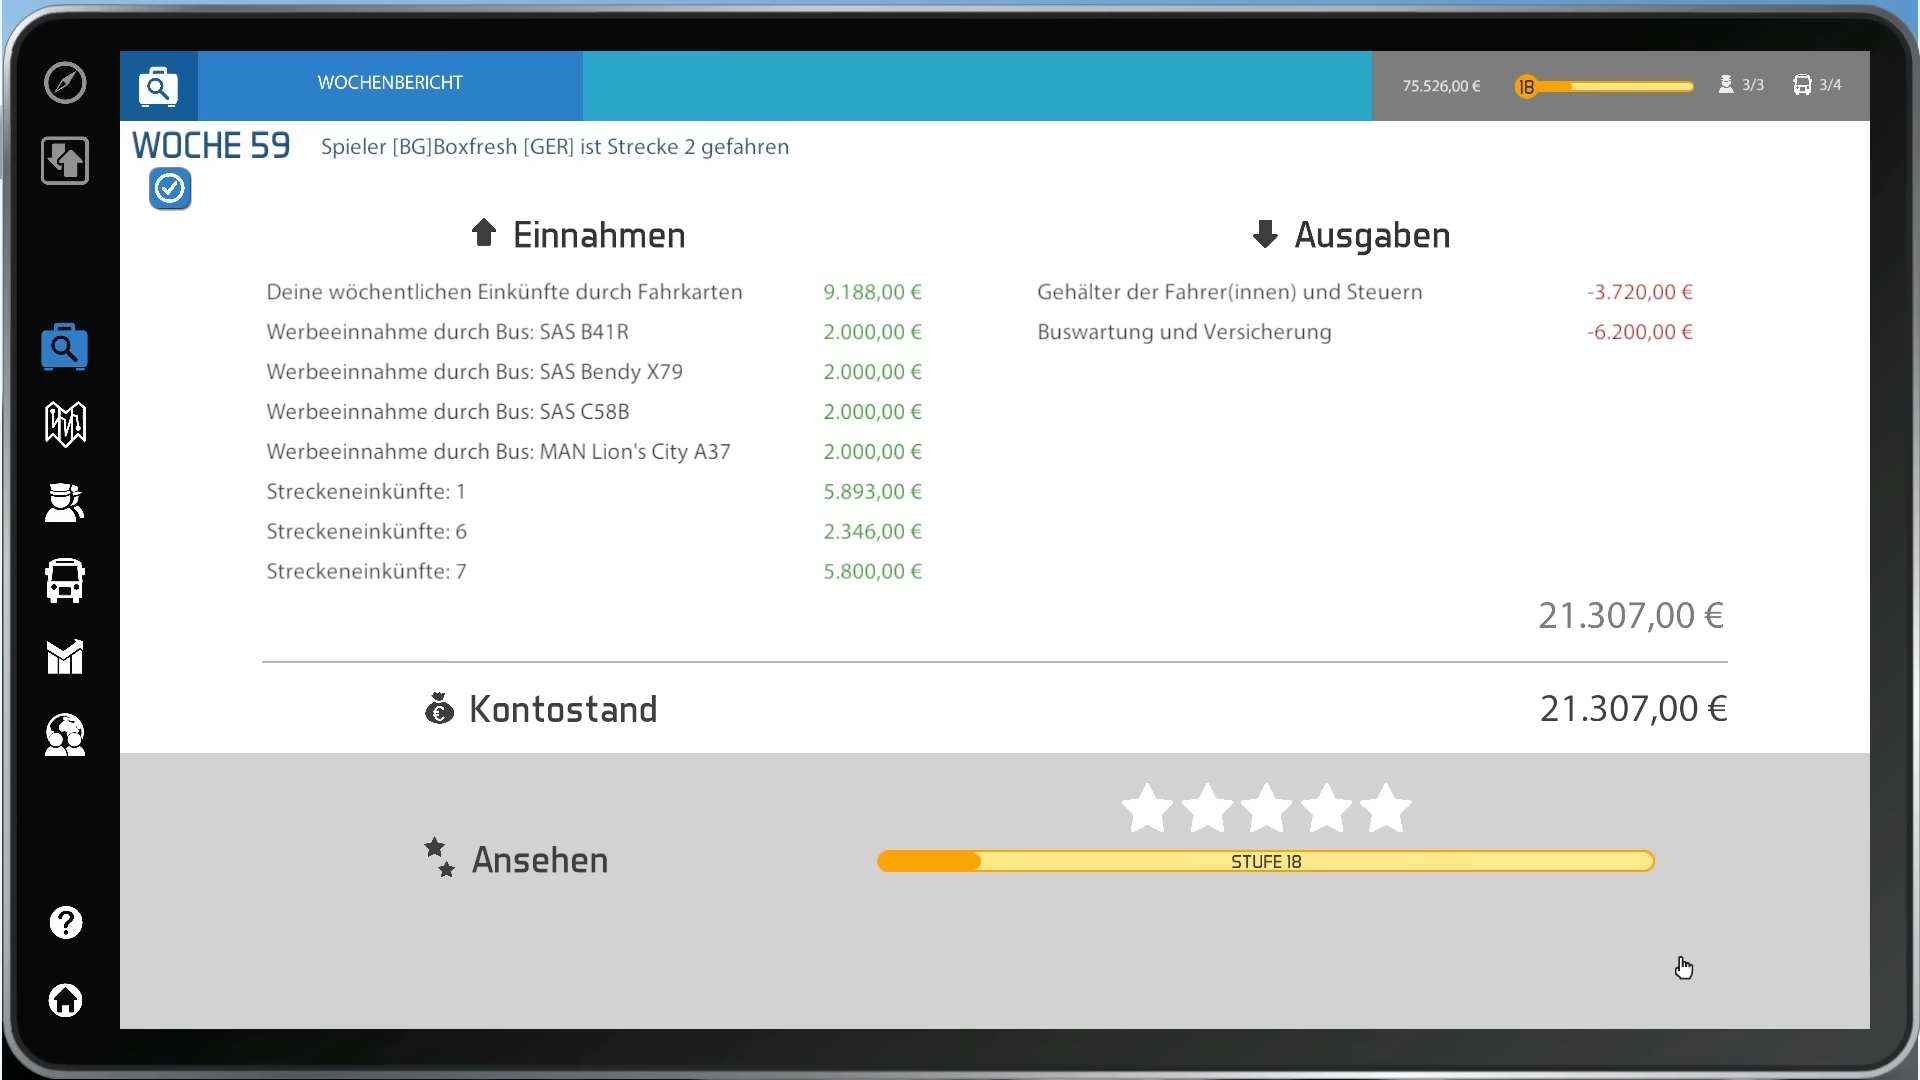 WOCHENBERICHT
75.526,00 €
18
3/3
3/4
WOCHE 59
Spieler [BG]Boxfresh [GER] ist Strecke 2 gefahren
Einnahmen
Deine wöchentlichen Einkünfte durch Fahrkarten 9.188,00 €
Werbeeinnahme durch Bus: SAS B41R 2.000,00 €
Werbeeinnahme durch Bus: SAS Bendy X79 2.000,00 €
Werbeeinnahme durch Bus: SAS C58B 2.000,00 €
Werbeeinnahme durch Bus: MAN Lion's City A37 2.000,00 €
Streckeneinkünfte: 1 5.893,00 €
Streckeneinkünfte: 6 2.346,00 €
Streckeneinkünfte: 7 5.800,00 €
Ausgaben
Gehälter der Fahrer(innen) und Steuern -3.720,00 €
Buswartung und Versicherung -6.200,00 €
21.307,00 €
Kontostand 21.307,00 €
Ansehen
STUFE 18